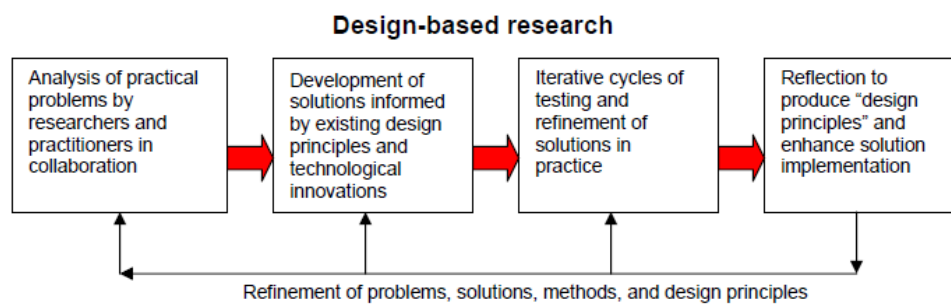 Design-based research
Analysis of practical
problems by
researchers and
practitioners in
collaboration
Development of
solutions informed
by existing design
principles and
technological
innovations
Iterative cycles of
testing and
refinement of
solutions in
practice
Reflection to
produce “design
principles” and
enhance solution
implementation
Refinement of problems, solutions, methods, and design principles